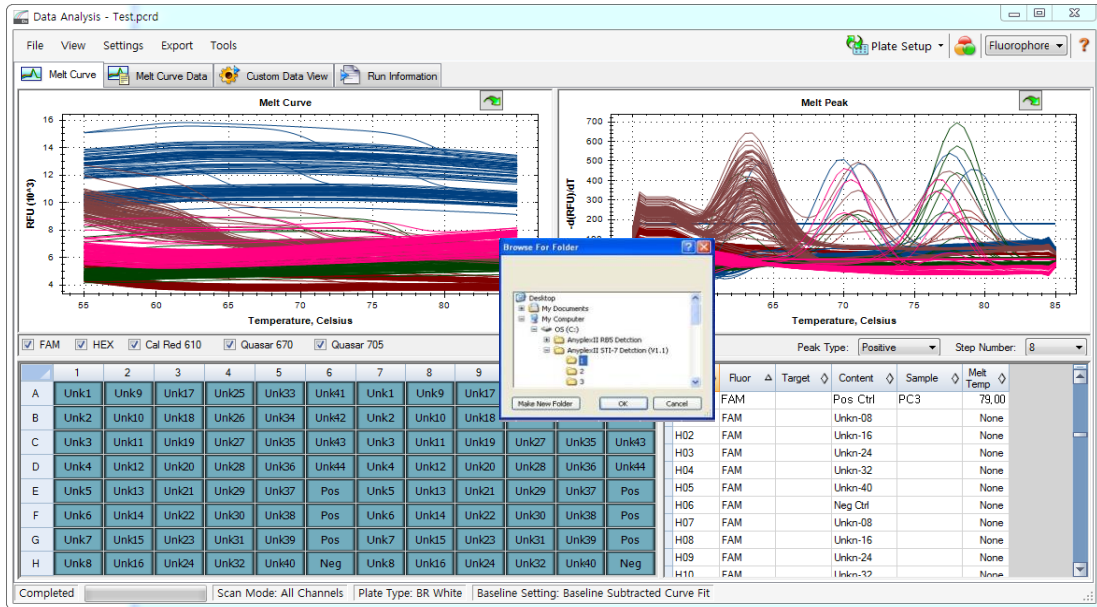 Data Analysis - Test.pcrd
File View Settings Export Tools
Plate Setup
Fluorophore
?
Melt Curve
Melt Curve Data
Custom Data View
Run Information
Melt Curve
16
14
12
10
8
6
4
RFU (10^3)
55 60 65 70 75 80
Temperature, Celsius
Melt Peak
700
600
500
400
300
200
-d(RFU)/dT
65 70 75 80 85
Temperature, Celsius
Browse For Folder
Desktop
My Documents
My Computer
OS (C:)
AnyplexII RB5 Detction
AnyplexII STI-7 Detction (V1.1)
1
2
3
Make New Folder OK Cancel
FAM HEX Cal Red 610 Quasar 670 Quasar 705
Peak Type: Positive Step Number: 8
1 2 3 4 5 6 7 8 9
A Unk1 Unk9 Unk17 Unk25 Unk33 Unk41 Unk1 Unk9 Unk17
B Unk2 Unk10 Unk18 Unk26 Unk34 Unk42 Unk2 Unk10 Unk18
C Unk3 Unk11 Unk19 Unk27 Unk35 Unk43 Unk3 Unk11 Unk19 Unk27 Unk35 Unk43
D Unk4 Unk12 Unk20 Unk28 Unk36 Unk44 Unk4 Unk12 Unk20 Unk28 Unk36 Unk44
E Unk5 Unk13 Unk21 Unk29 Unk37 Pos Unk5 Unk13 Unk21 Unk29 Unk37 Pos
F Unk6 Unk14 Unk22 Unk30 Unk38 Pos Unk6 Unk14 Unk22 Unk30 Unk38 Pos
G Unk7 Unk15 Unk23 Unk31 Unk39 Pos Unk7 Unk15 Unk23 Unk31 Unk39 Pos
H Unk8 Unk16 Unk24 Unk32 Unk40 Neg Unk8 Unk16 Unk24 Unk32 Unk40 Neg
Fluor Target Content Sample Melt Temp
FAM Pos Ctrl PC3 79,00
FAM Unkn-08 None
H02 FAM Unkn-16 None
H03 FAM Unkn-24 None
H04 FAM Unkn-32 None
H05 FAM Unkn-40 None
H06 FAM Neg Ctrl None
H07 FAM Unkn-08 None
H08 FAM Unkn-16 None
H09 FAM Unkn-24 None
H10 FAM Unkn-32 None
Completed Scan Mode: All Channels Plate Type: BR White Baseline Setting: Baseline Subtracted Curve Fit